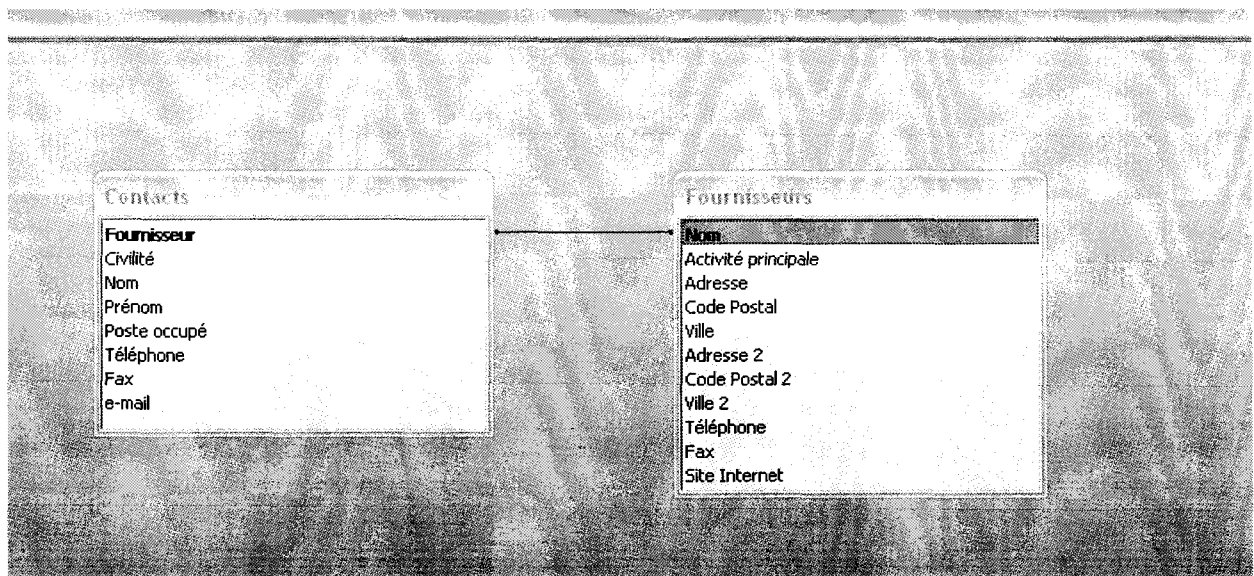 Contacts
Fournisseur
Civilité
Nom
Prénom
Poste occupé
Téléphone
Fax
e-mail
Fournisseurs
Nom
Activité principale
Adresse
Code Postal
Ville
Adresse 2
Code Postal 2
Ville 2
Téléphone
Fax
Site Internet